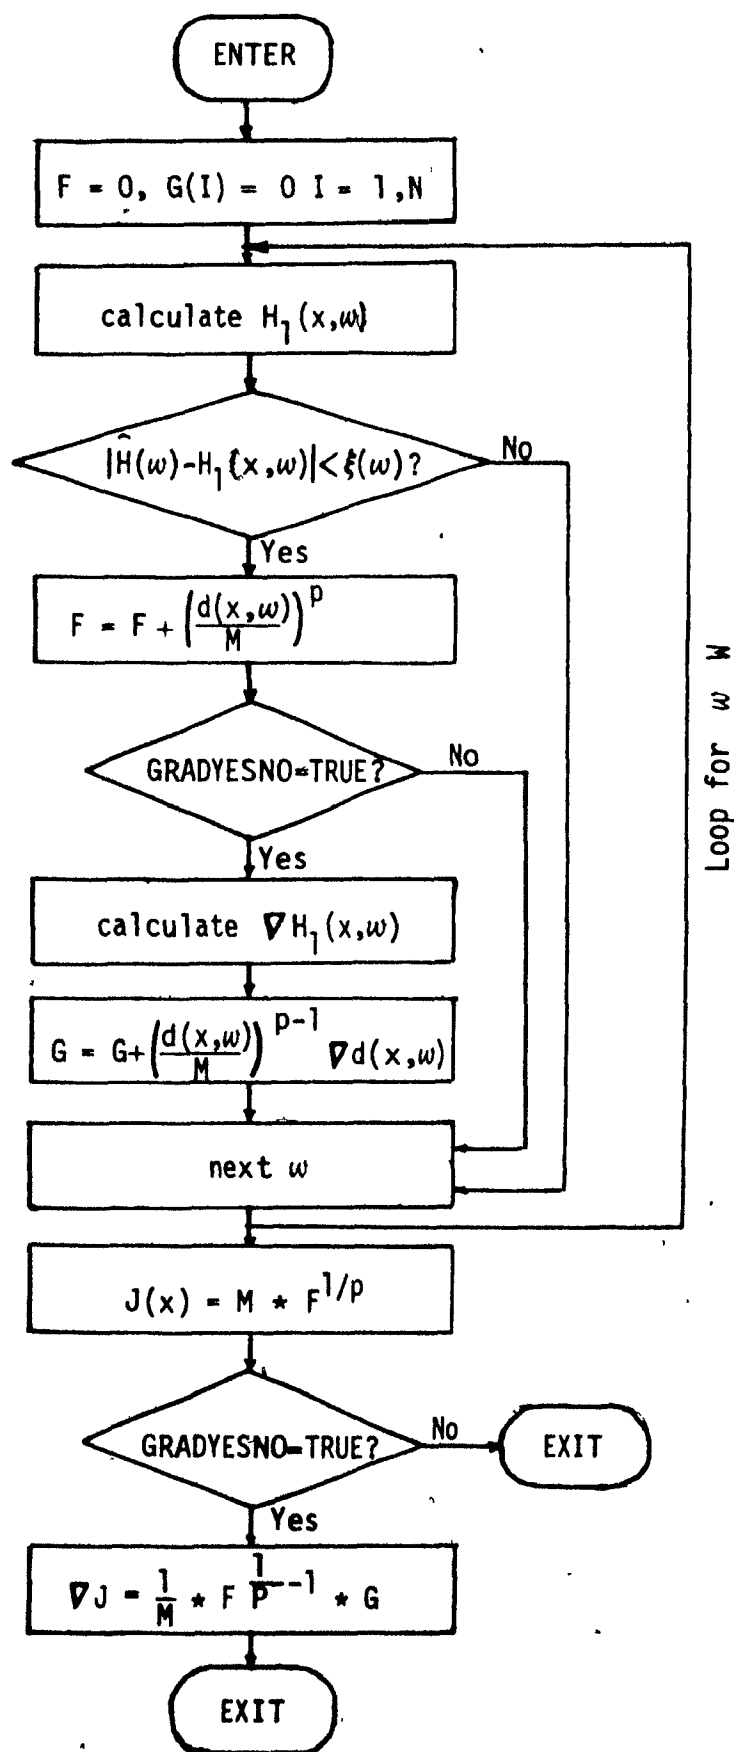 ENTER
F = 0, G(I) = 0 I = 1,N
calculate H₁(x,ω)
|Ĥ(ω)-H₁(x,ω)|<ξ(ω)?
No
Yes
F = F + (d(x,ω)/M)^p
GRADYESNO=TRUE?
No
Yes
calculate ∇H₁(x,ω)
G = G+(d(x,ω)/M)^p-1 ∇d(x,ω)
next ω
Loop for ω W
J(x) = M * F^1/p
GRADYESNO=TRUE?
No
EXIT
Yes
∇J = 1/M * F^1/P-1 * G
EXIT